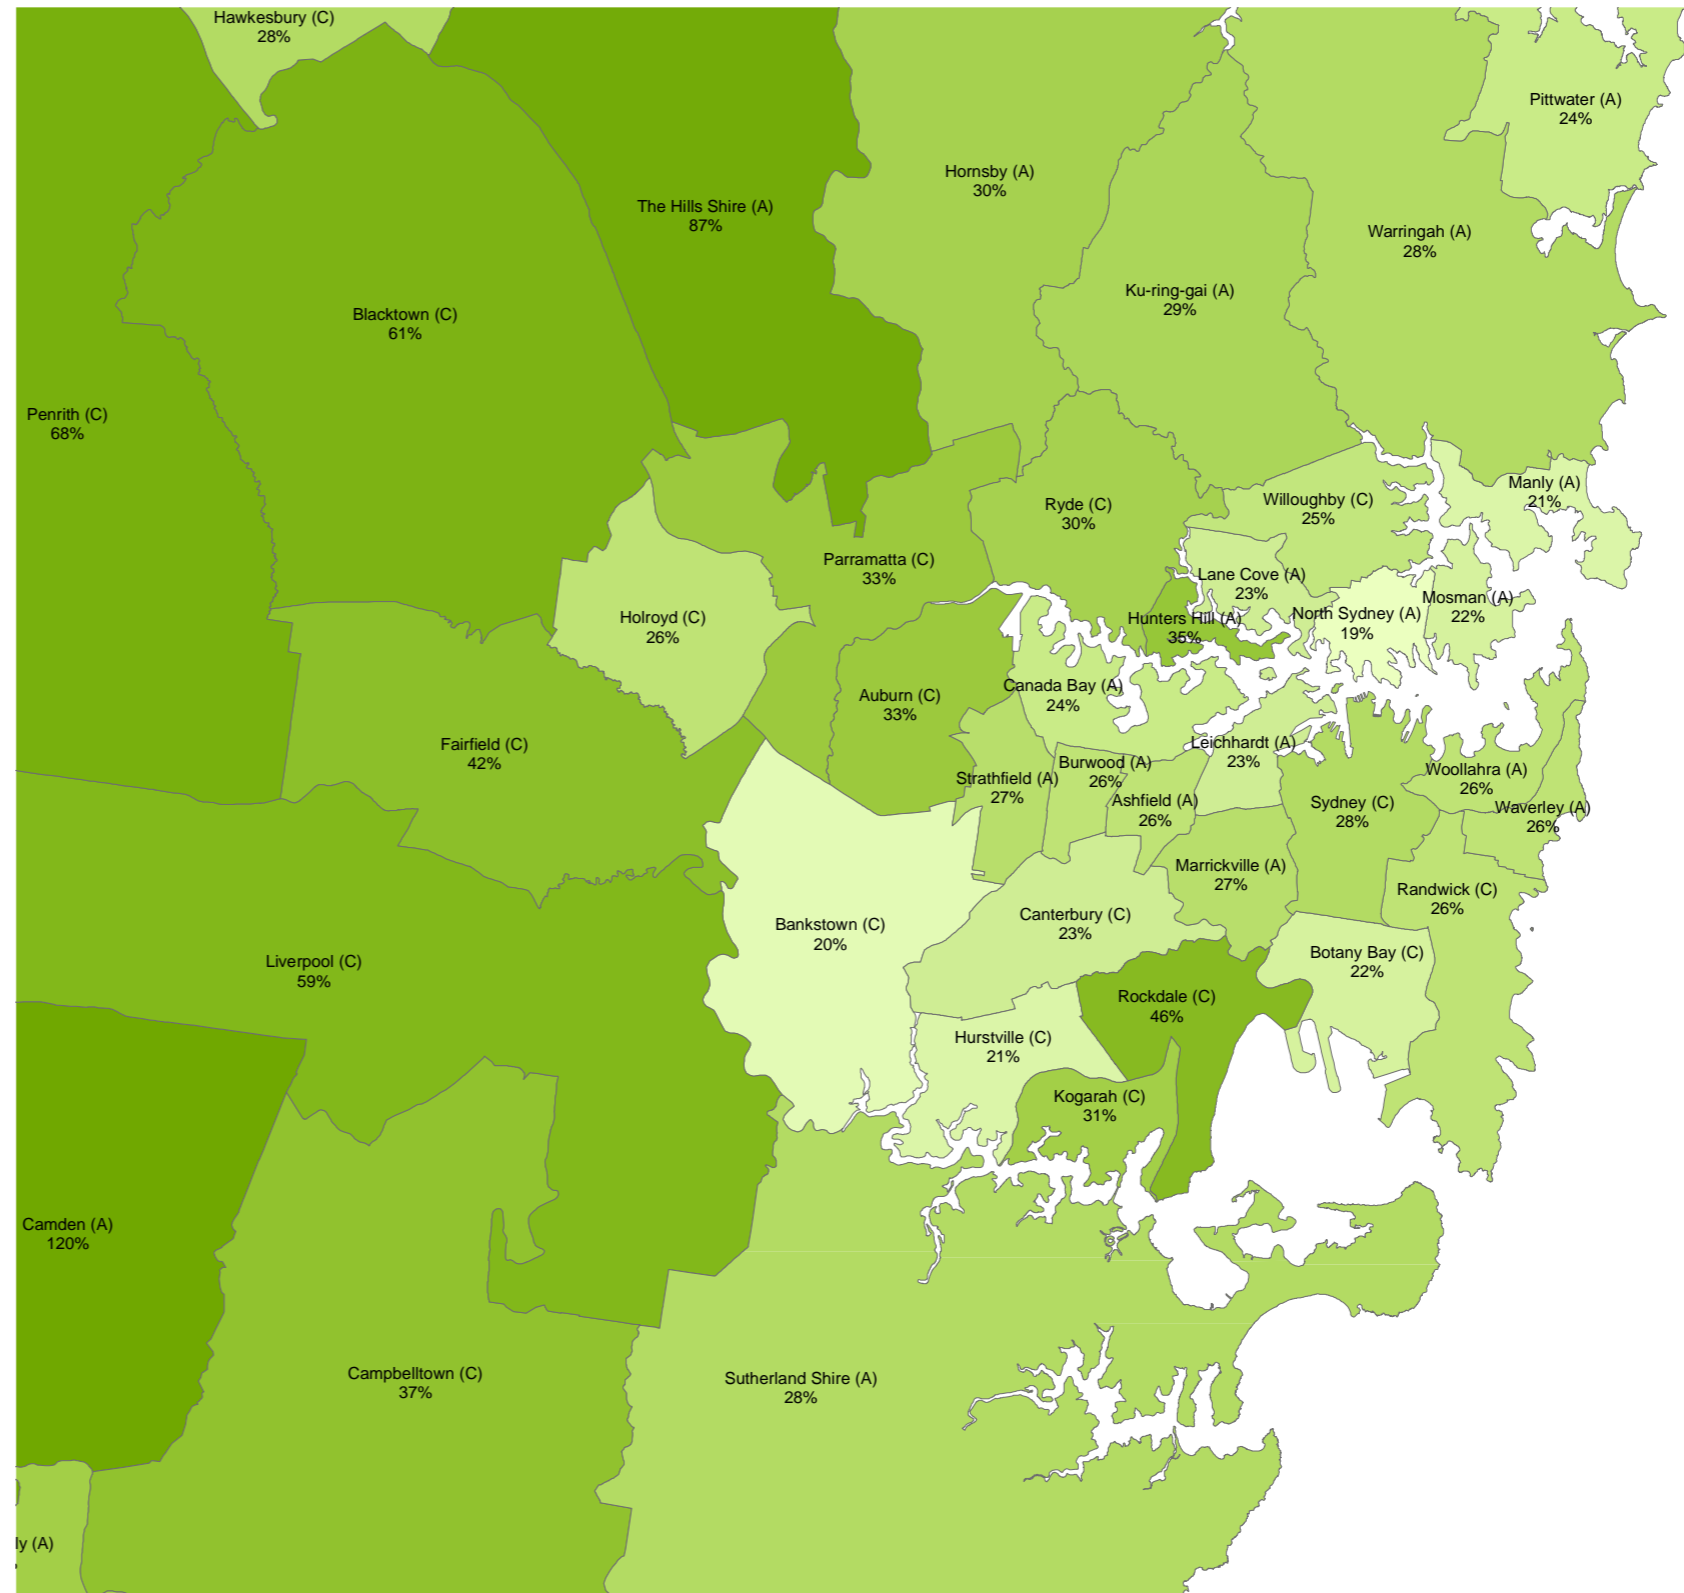 Hawkesbury (C)
28%
Pittwater (A)
24%
Hornsby (A)
30%
The Hills Shire (A)
87%
Warringah (A)
28%
Ku-ring-gai (A)
29%
Blacktown (C)
61%
Penrith (C)
68%
Manly (A)
21%
Willoughby (C)
25%
Ryde (C)
30%
Parramatta (C)
33%
Lane Cove (A)
23%
Mosman (A)
22%
North Sydney (A)
19%
Holroyd (C)
26%
Hunters Hill (A)
35%
Canada Bay (A)
24%
Auburn (C)
33%
Fairfield (C)
42%
Leichhardt (A)
23%
Burwood (A)
26%
Woollahra (A)
26%
Strathfield (A)
27%
Ashfield (A)
26%
Sydney (C)
28%
Waverley (A)
26%
Marrickville (A)
27%
Randwick (C)
26%
Canterbury (C)
23%
Bankstown (C)
20%
Botany Bay (C)
22%
Liverpool (C)
59%
Rockdale (C)
46%
Hurstville (C)
21%
Kogarah (C)
31%
Camden (A)
120%
Campbelltown (C)
37%
Sutherland Shire (A)
28%
ly (A)